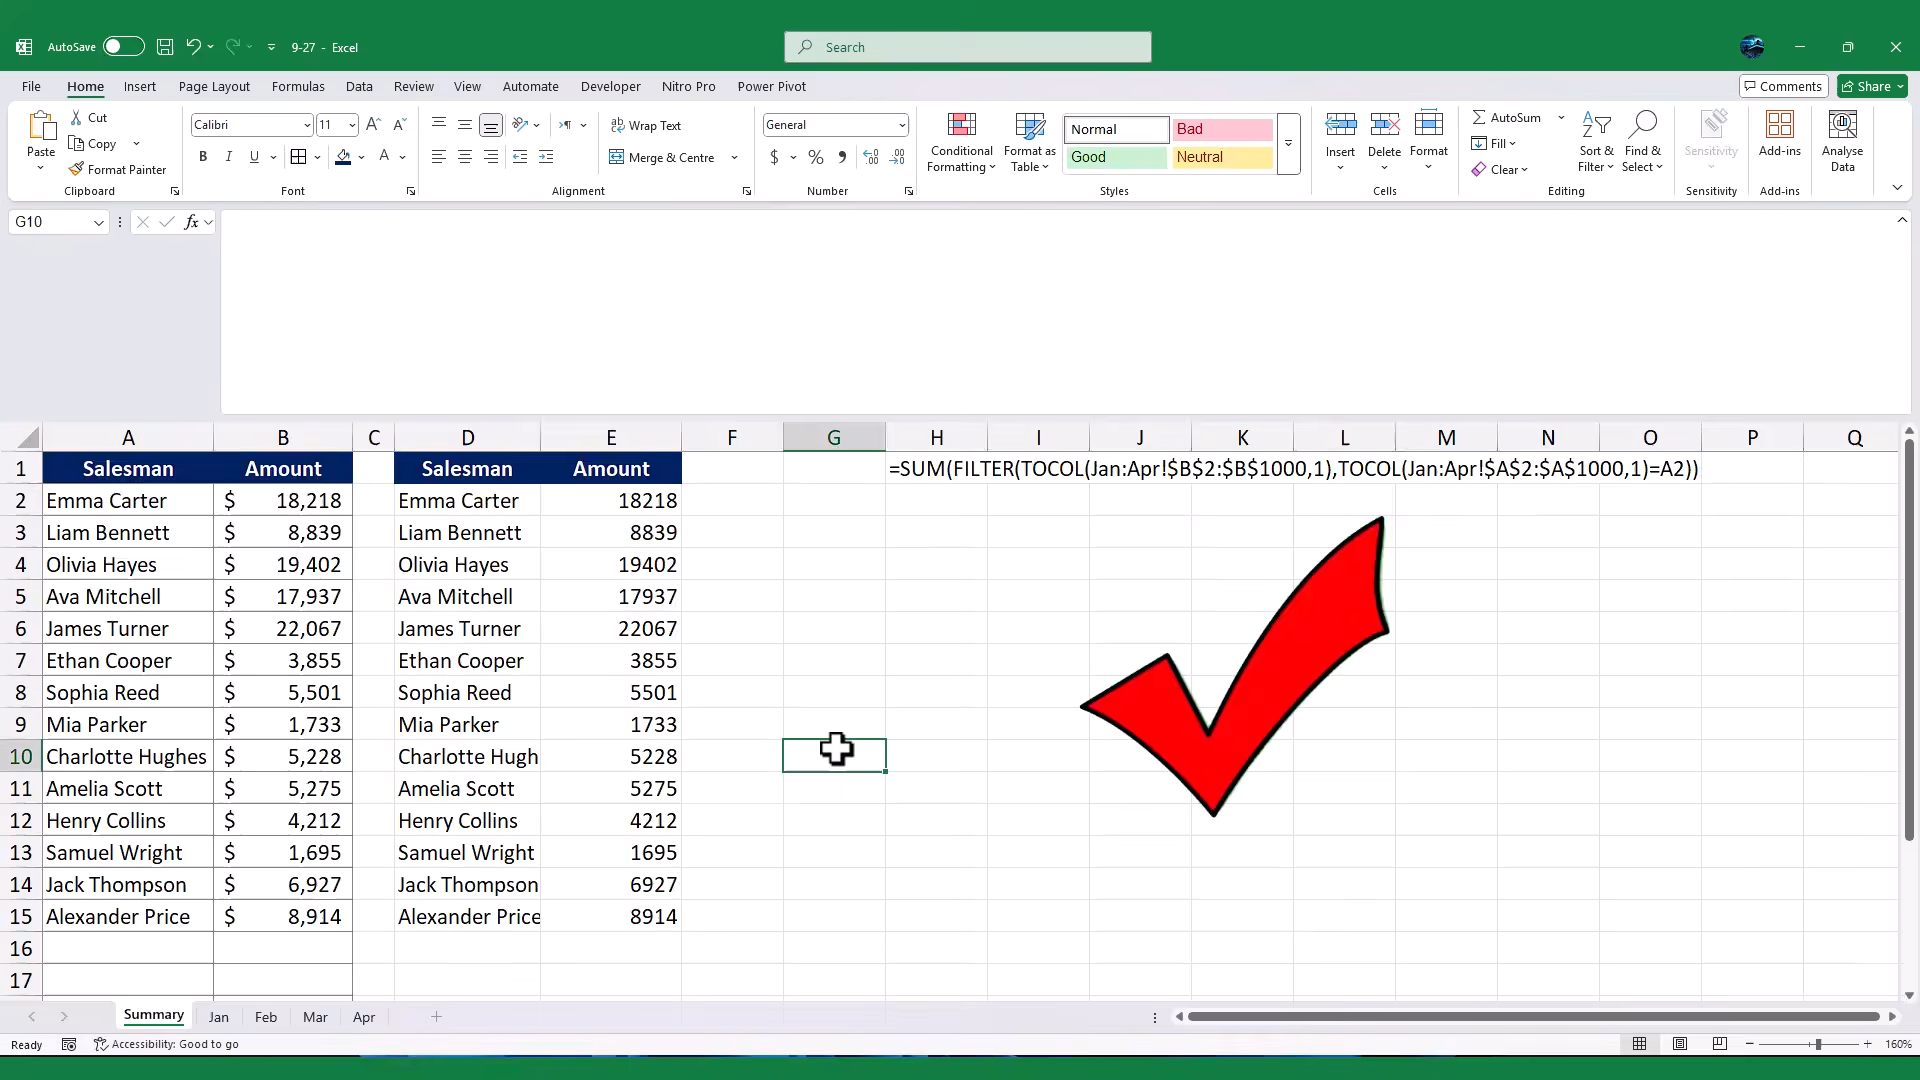 AutoSave 9-27 - Excel Search
File Home Insert Page Layout Formulas Data Review View Automate Developer Nitro Pro Power Pivot Comments Share
Paste
Cut
Copy
Format Painter
Clipboard
Calibri 11
B I U A
Font
Wrap Text
Merge & Centre
Alignment
General
$ % ,
Number
Conditional Formatting
Format as Table
Normal Bad
Good Neutral
Styles
Insert Delete Format
Cells
AutoSum
Fill
Clear
Sort & Filter
Find & Select
Editing
Sensitivity
Sensitivity
Add-ins
Add-ins
Analyse Data
G10 fx
A B C D E F G H I J K L M N O P Q
1 Salesman Amount Salesman Amount =SUM(FILTER(TOCOL(Jan:Apr!$B$2:$B$1000,1),TOCOL(Jan:Apr!$A$2:$A$1000,1)=A2))
2 Emma Carter $ 18,218 Emma Carter 18218
3 Liam Bennett $ 8,839 Liam Bennett 8839
4 Olivia Hayes $ 19,402 Olivia Hayes 19402
5 Ava Mitchell $ 17,937 Ava Mitchell 17937
6 James Turner $ 22,067 James Turner 22067
7 Ethan Cooper $ 3,855 Ethan Cooper 3855
8 Sophia Reed $ 5,501 Sophia Reed 5501
9 Mia Parker $ 1,733 Mia Parker 1733
10 Charlotte Hughes $ 5,228 Charlotte Hugh 5228
11 Amelia Scott $ 5,275 Amelia Scott 5275
12 Henry Collins $ 4,212 Henry Collins 4212
13 Samuel Wright $ 1,695 Samuel Wright 1695
14 Jack Thompson $ 6,927 Jack Thompson 6927
15 Alexander Price $ 8,914 Alexander Price 8914
16
17
Summary Jan Feb Mar Apr
Ready Accessibility: Good to go 160%